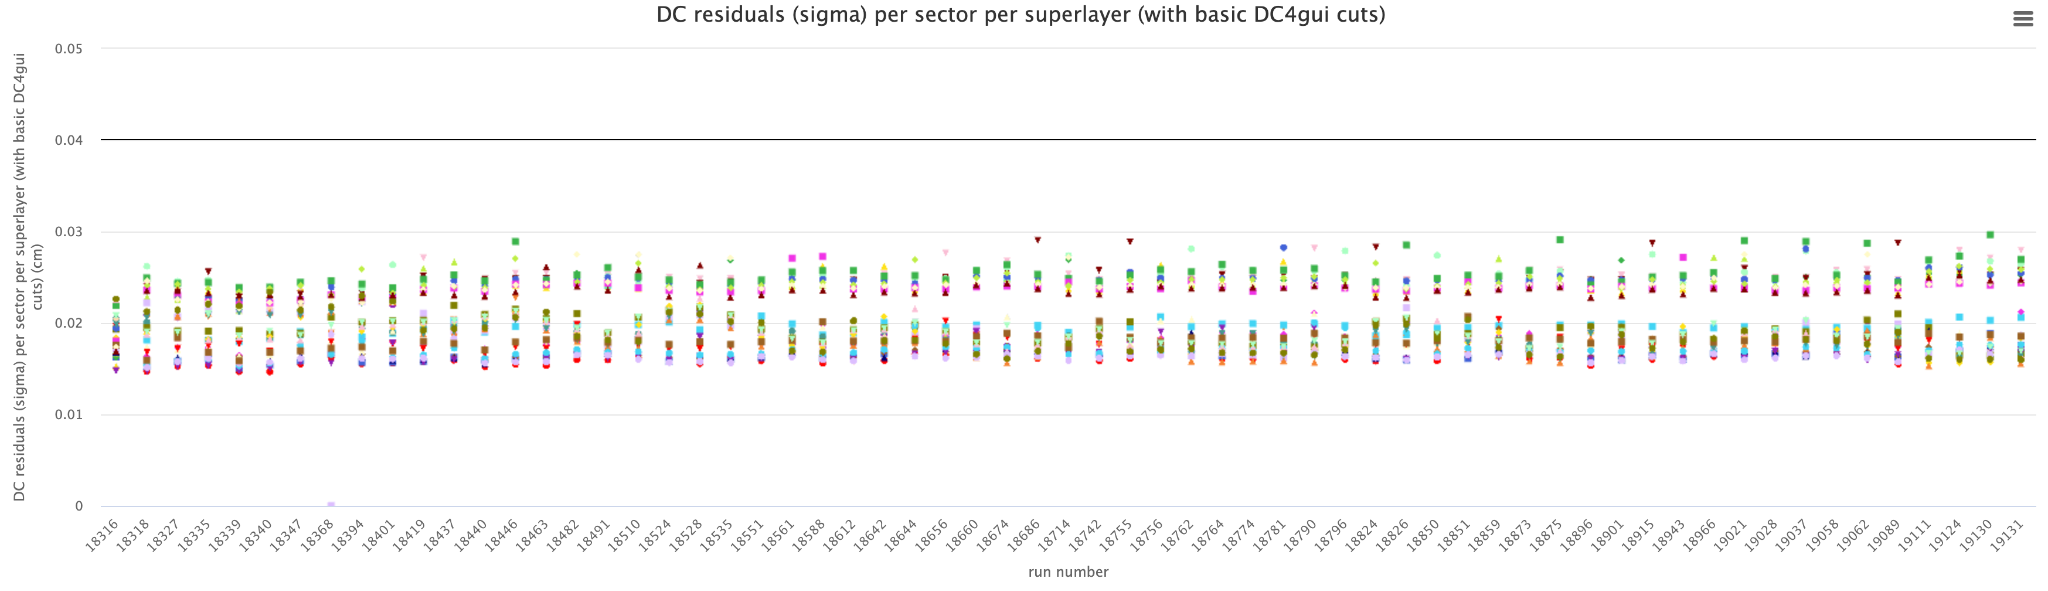 DC residuals (sigma) per sector per superlayer (with basic DC4gui cuts)
DC residuals (sigma) per sector per superlayer (with basic DC4gui
cuts) (cm)
0.05
0.04
0.03
0.02
0.01
0
18316 18318 18327 18335 18339 18340 18347 18368 18394 18401 18419 18437 18440 18446 18463 18482 18491 18510 18524 18528 18535 18551 18561 18588 18612 18642 18644 18656 18660 18674 18686 18714 18742 18755 18756 18762 18764 18774 18781 18790 18796 18824 18826 18850 18851 18859 18873 18875 18896 18901 18915 18943 18966 19021 19028 19037 19058 19062 19089 19111 19124 19130 19131
run number